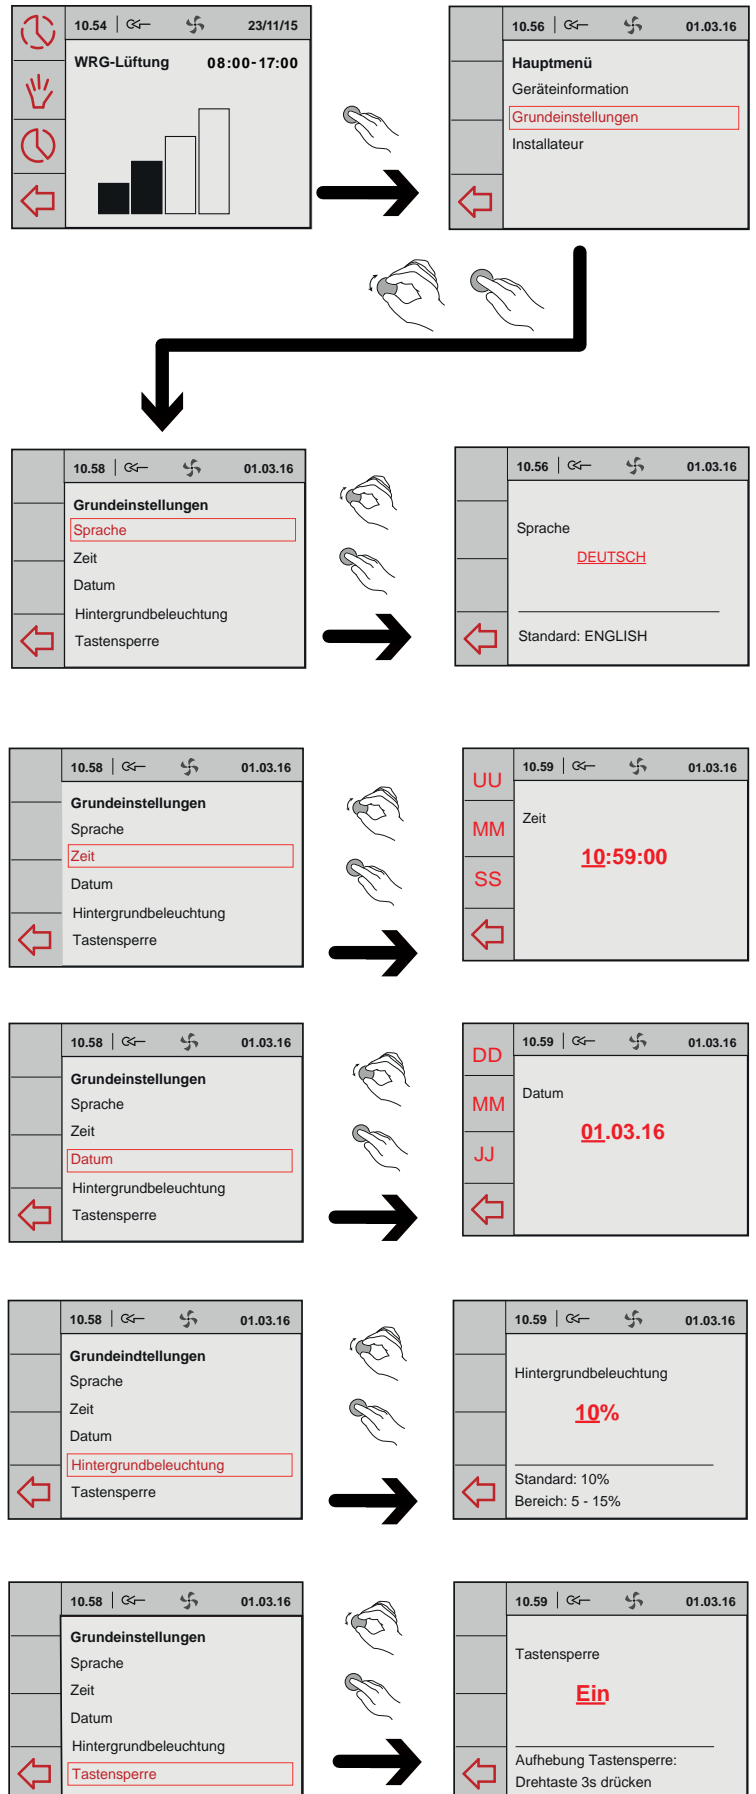 10.54 23/11/15
WRG-Lüftung 08:00-17:00
10.56 01.03.16
Hauptmenü
Geräteinformation
Grundeinstellungen
Installateur
10.58 01.03.16
Grundeinstellungen
Sprache
Zeit
Datum
Hintergrundbeleuchtung
Tastensperre
10.56 01.03.16
Sprache
DEUTSCH
Standard: ENGLISH
10.58 01.03.16
Grundeinstellungen
Sprache
Zeit
Datum
Hintergrundbeleuchtung
Tastensperre
UU
MM
SS
10.59 01.03.16
Zeit
10:59:00
10.58 01.03.16
Grundeinstellungen
Sprache
Zeit
Datum
Hintergrundbeleuchtung
Tastensperre
DD
MM
JJ
10.59 01.03.16
Datum
01.03.16
10.58 01.03.16
Grundeindtellungen
Sprache
Zeit
Datum
Hintergrundbeleuchtung
Tastensperre
10.59 01.03.16
Hintergrundbeleuchtung
10%
Standard: 10%
Bereich: 5 - 15%
10.58 01.03.16
Grundeinstellungen
Sprache
Zeit
Datum
Hintergrundbeleuchtung
Tastensperre
10.59 01.03.16
Tastensperre
Ein
Aufhebung Tastensperre:
Drehtaste 3s drücken